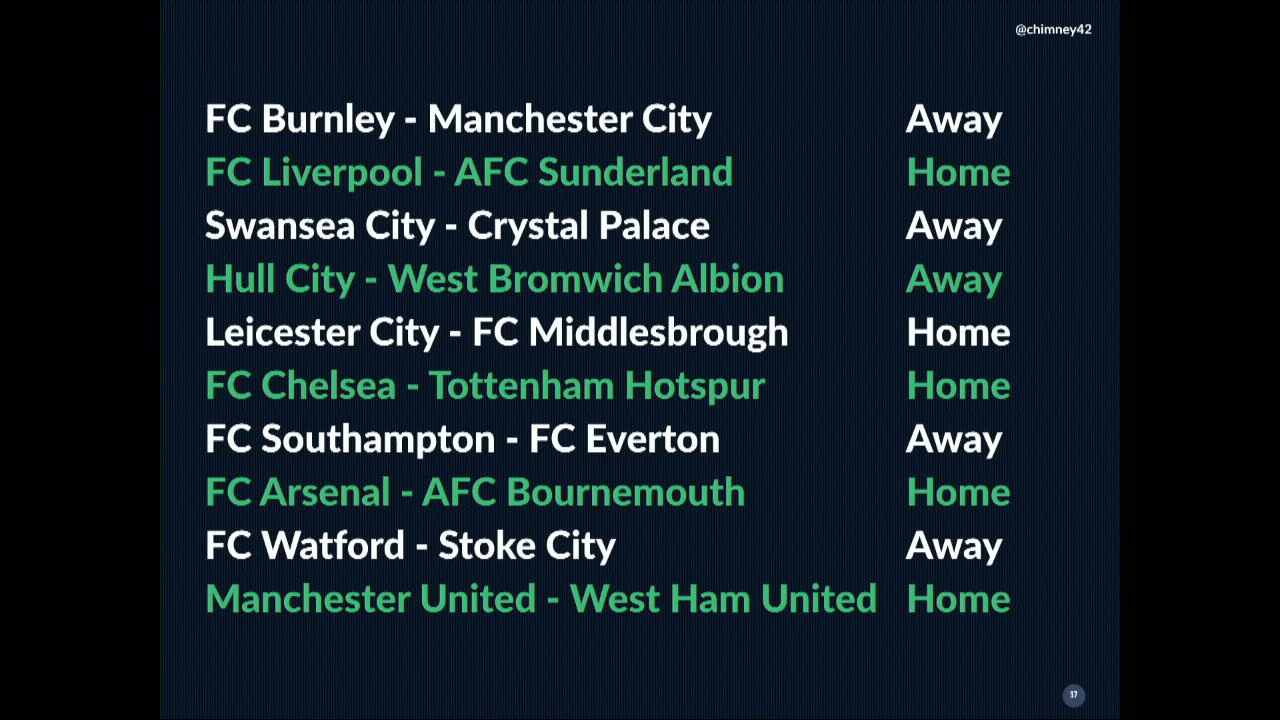 @chimney42
FC Burnley - Manchester City Away
FC Liverpool - AFC Sunderland Home
Swansea City - Crystal Palace Away
Hull City - West Bromwich Albion Away
Leicester City - FC Middlesbrough Home
FC Chelsea - Tottenham Hotspur Home
FC Southampton - FC Everton Away
FC Arsenal - AFC Bournemouth Home
FC Watford - Stoke City Away
Manchester United - West Ham United Home
37